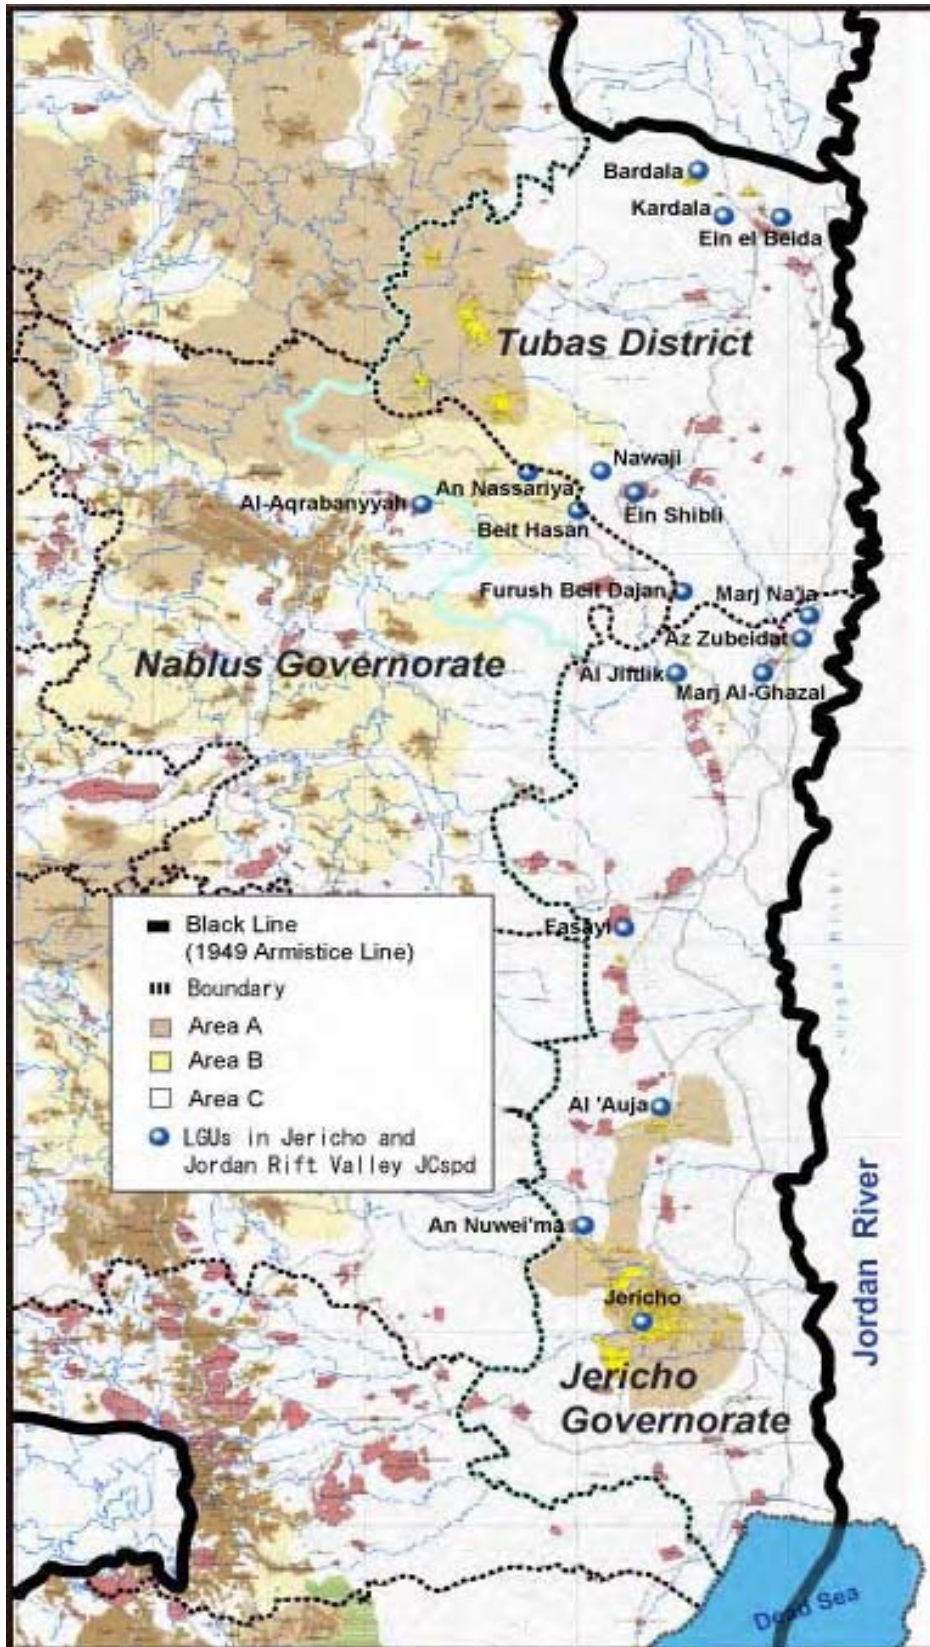 Bardala
Kardala
Ein el Beida
Tubas District
Nawaji
An Nassariya
Al-Aqrabanyyah
Ein Shibli
Beit Hasan
Furush Beit Dajan
Marj Na'ja
Az Zubeidat
Nablus Governorate
Al Jiftlik
Marj Al-Ghazal
Fasayl
Black Line
(1949 Armistice Line)
Boundary
Area A
Area B
Area C
LGUs in Jericho and
Jordan Rift Valley JCspd
Al 'Auja
An Nuwei'ma
Jordan River
Jericho
Jericho
Governorate
Dead Sea